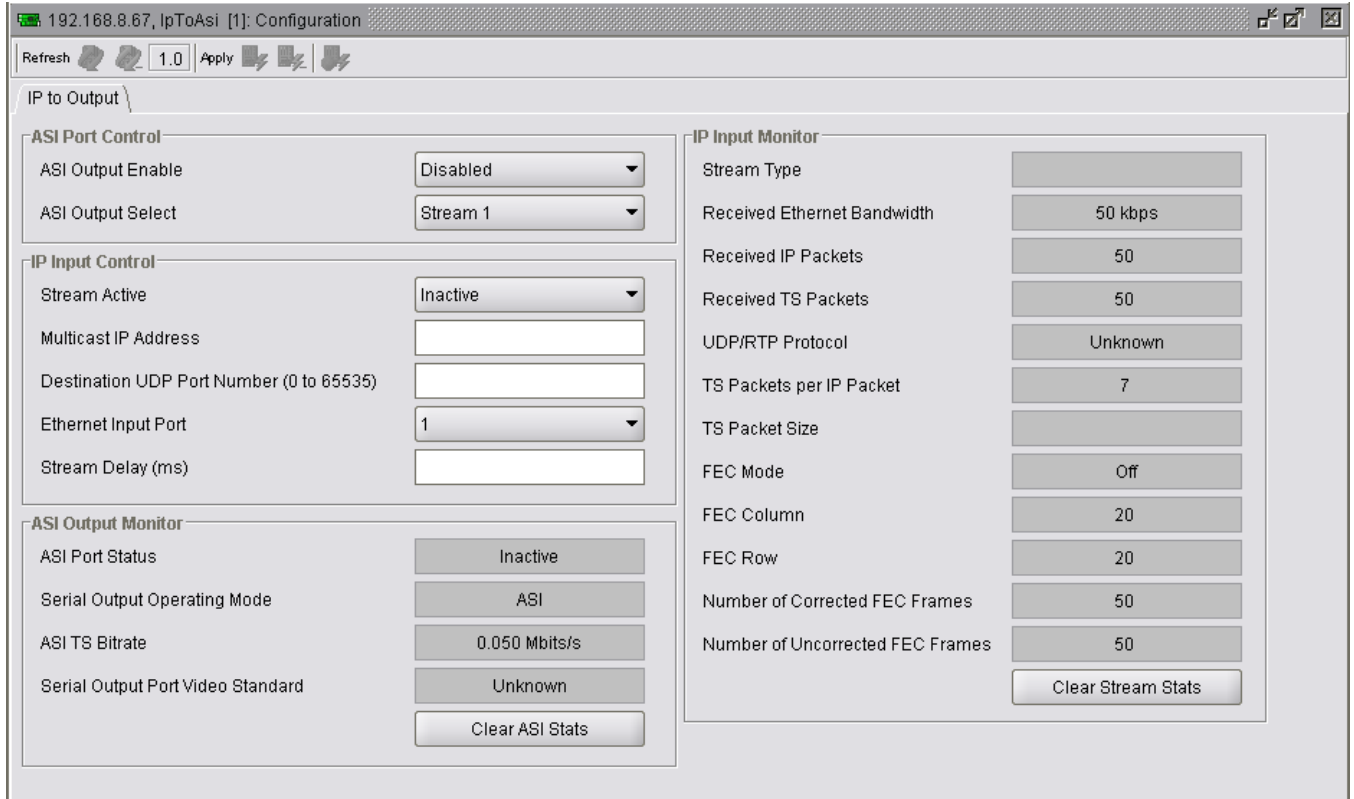 192.168.8.67, IpToAsi [1]: Configuration
Refresh 1.0 Apply
IP to Output
ASI Port Control
ASI Output Enable Disabled
ASI Output Select Stream 1
IP Input Control
Stream Active Inactive
Multicast IP Address
Destination UDP Port Number (0 to 65535)
Ethernet Input Port 1
Stream Delay (ms)
ASI Output Monitor
ASI Port Status Inactive
Serial Output Operating Mode ASI
ASI TS Bitrate 0.050 Mbits/s
Serial Output Port Video Standard Unknown
Clear ASI Stats
IP Input Monitor
Stream Type
Received Ethernet Bandwidth 50 kbps
Received IP Packets 50
Received TS Packets 50
UDP/RTP Protocol Unknown
TS Packets per IP Packet 7
TS Packet Size
FEC Mode Off
FEC Column 20
FEC Row 20
Number of Corrected FEC Frames 50
Number of Uncorrected FEC Frames 50
Clear Stream Stats